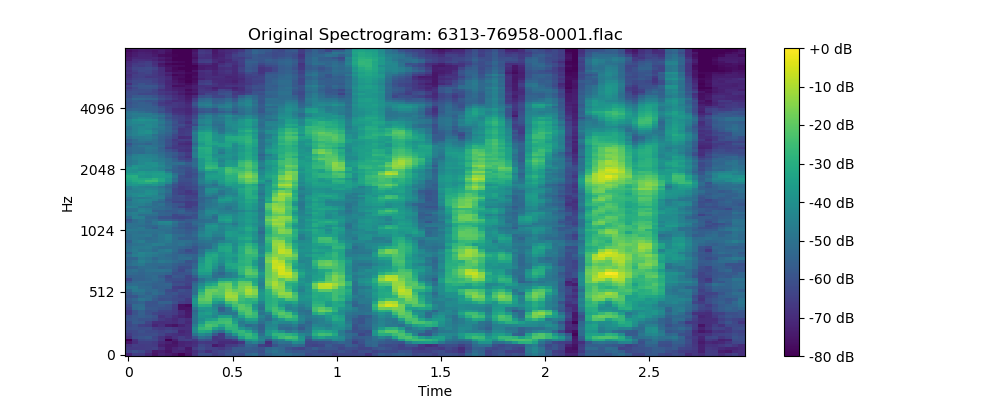 Original Spectrogram: 6313-76958-0001.flac
Hz
4096
2048
1024
512
0
0 0.5 1 1.5 2 2.5
Time
+0 dB
-10 dB
-20 dB
-30 dB
-40 dB
-50 dB
-60 dB
-70 dB
-80 dB